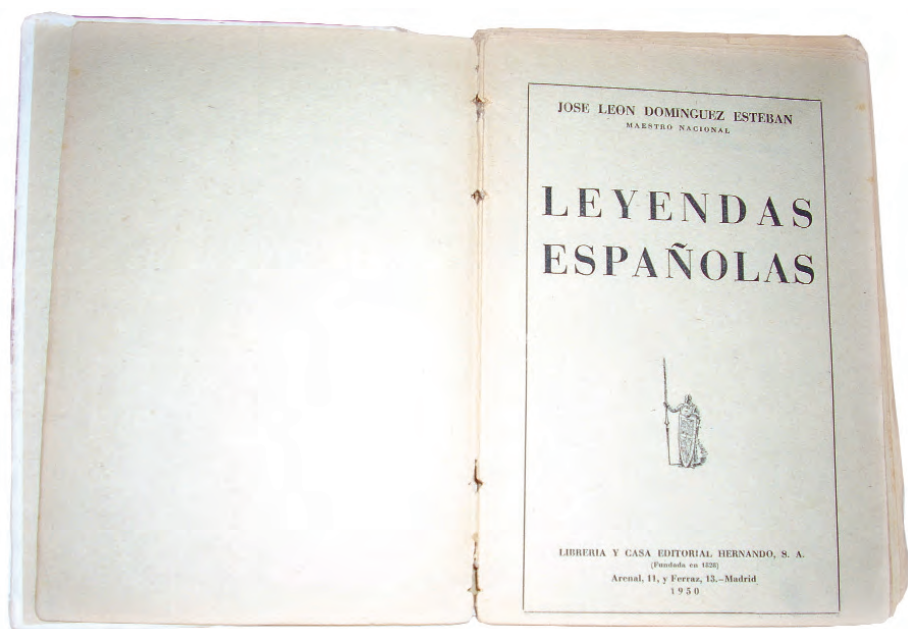 JOSE LEON DOMINGUEZ ESTEBAN
MAESTRO NACIONAL
LEYENDAS
ESPAÑOLAS
LIBRERIA Y CASA EDITORIAL HERNANDO, S. A.
(Fundada en 1828)
Arenal, 11, y Ferraz, 13.—Madrid
1950